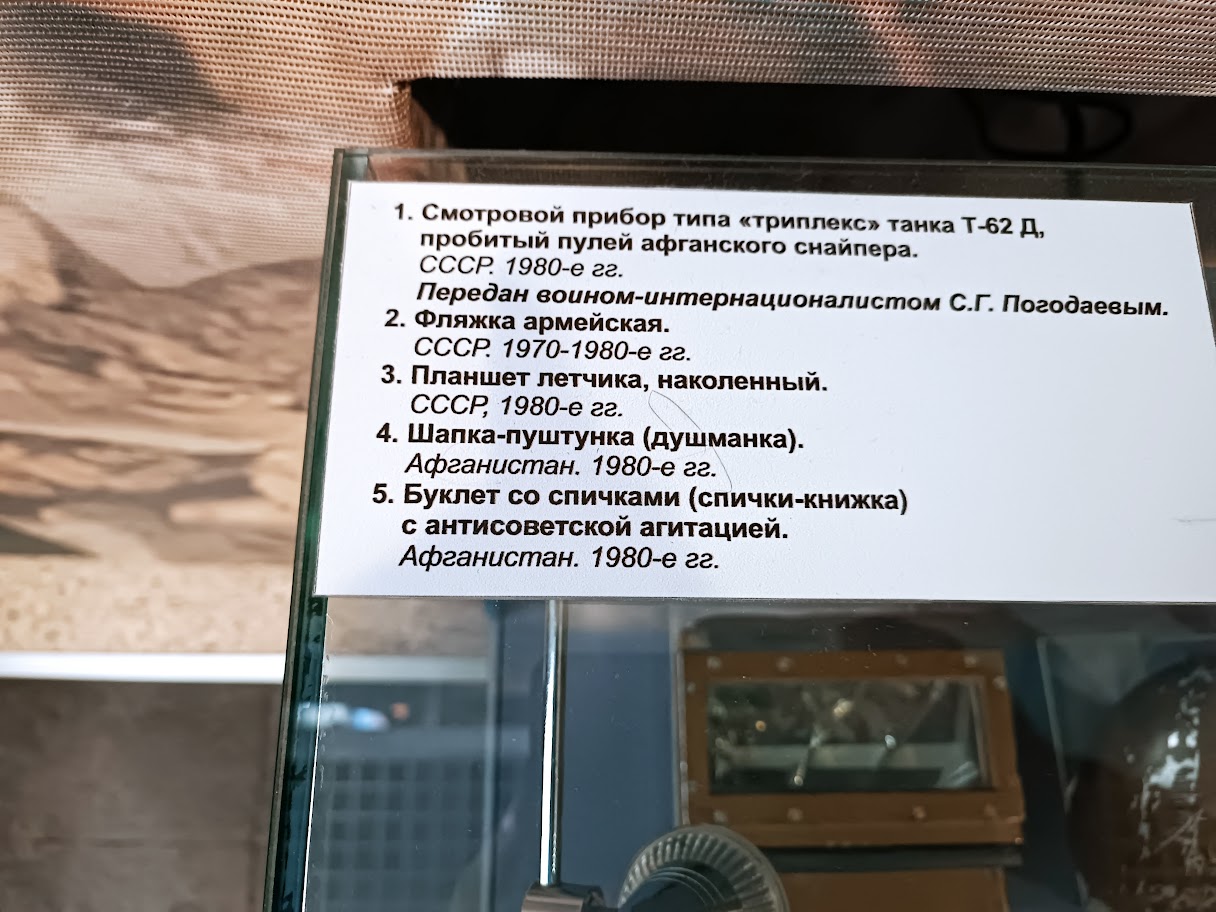 1. Смотровой прибор типа «триплекс» танка Т-62 Д,
пробитый пулей афганского снайпера.
СССР. 1980-е гг.
Передан воином-интернационалистом С.Г. Погодаевым.
2. Фляжка армейская.
СССР. 1970-1980-е гг.
3. Планшет летчика, наколенный.
СССР, 1980-е гг.
4. Шапка-пуштунка (душманка).
Афганистан. 1980-е гг.
5. Буклет со спичками (спички-книжка)
с антисоветской агитацией.
Афганистан. 1980-е гг.